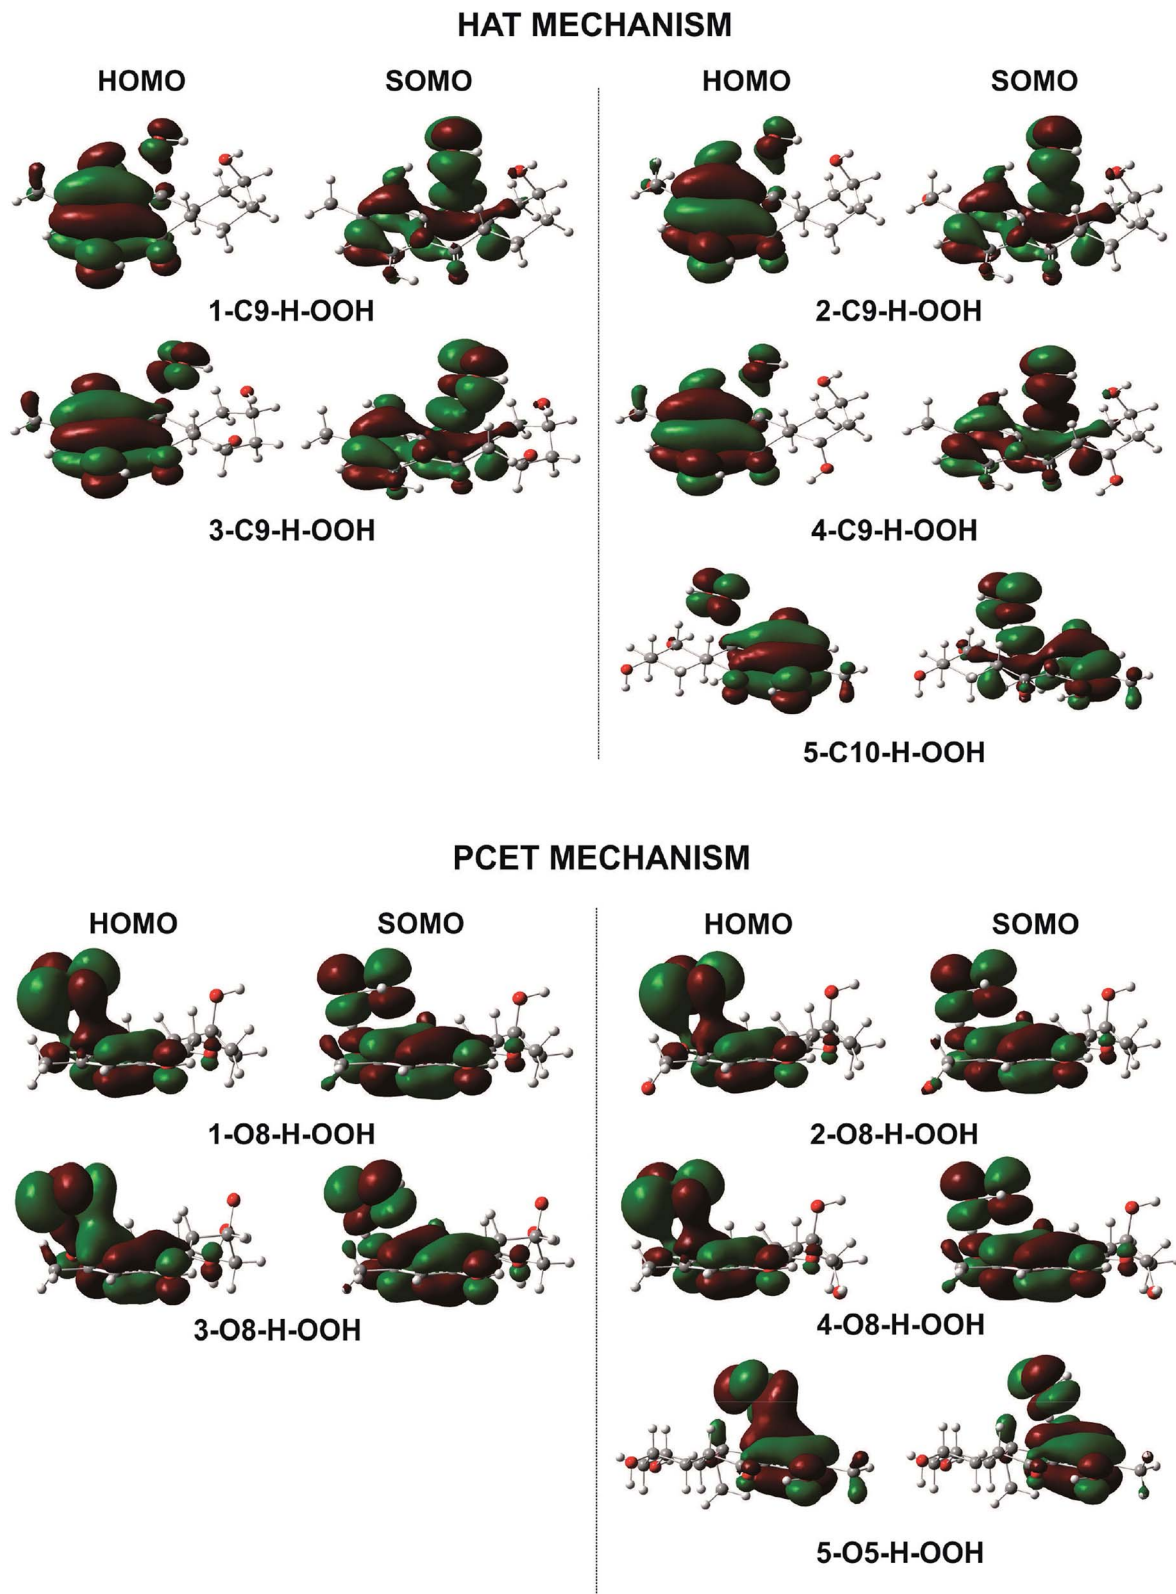 HAT MECHANISM
HOMO SOMO HOMO SOMO
1-C9-H-OOH 2-C9-H-OOH
3-C9-H-OOH 4-C9-H-OOH
5-C10-H-OOH
PCET MECHANISM
HOMO SOMO HOMO SOMO
1-O8-H-OOH 2-O8-H-OOH
3-O8-H-OOH 4-O8-H-OOH
5-O5-H-OOH